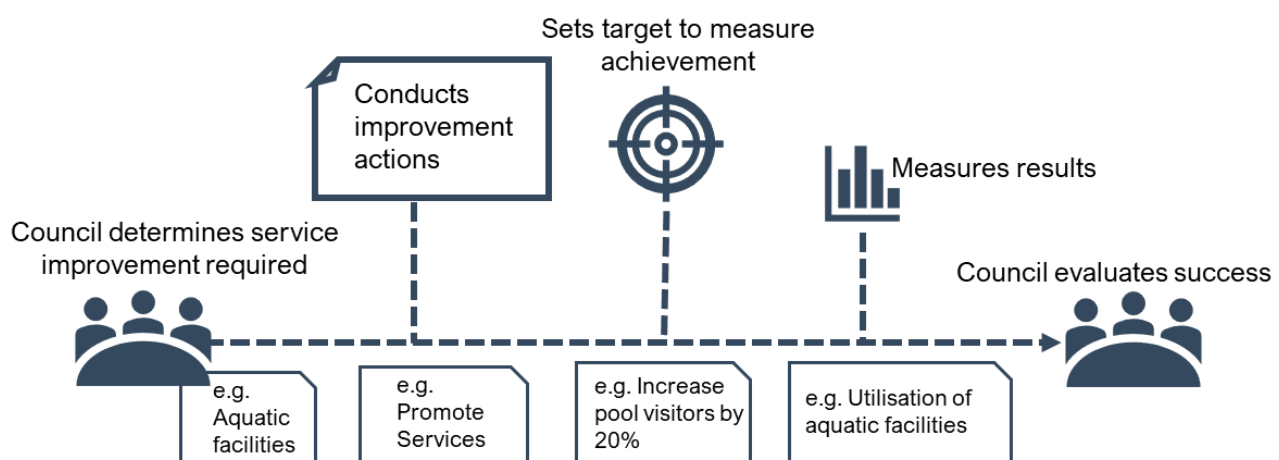 Sets target to measure
achievement
Conducts
improvement
actions
Measures results
Council determines service
improvement required
Council evaluates success
e.g.
Aquatic
facilities
e.g.
Promote
Services
e.g. Increase
pool visitors by
20%
e.g. Utilisation of
aquatic facilities